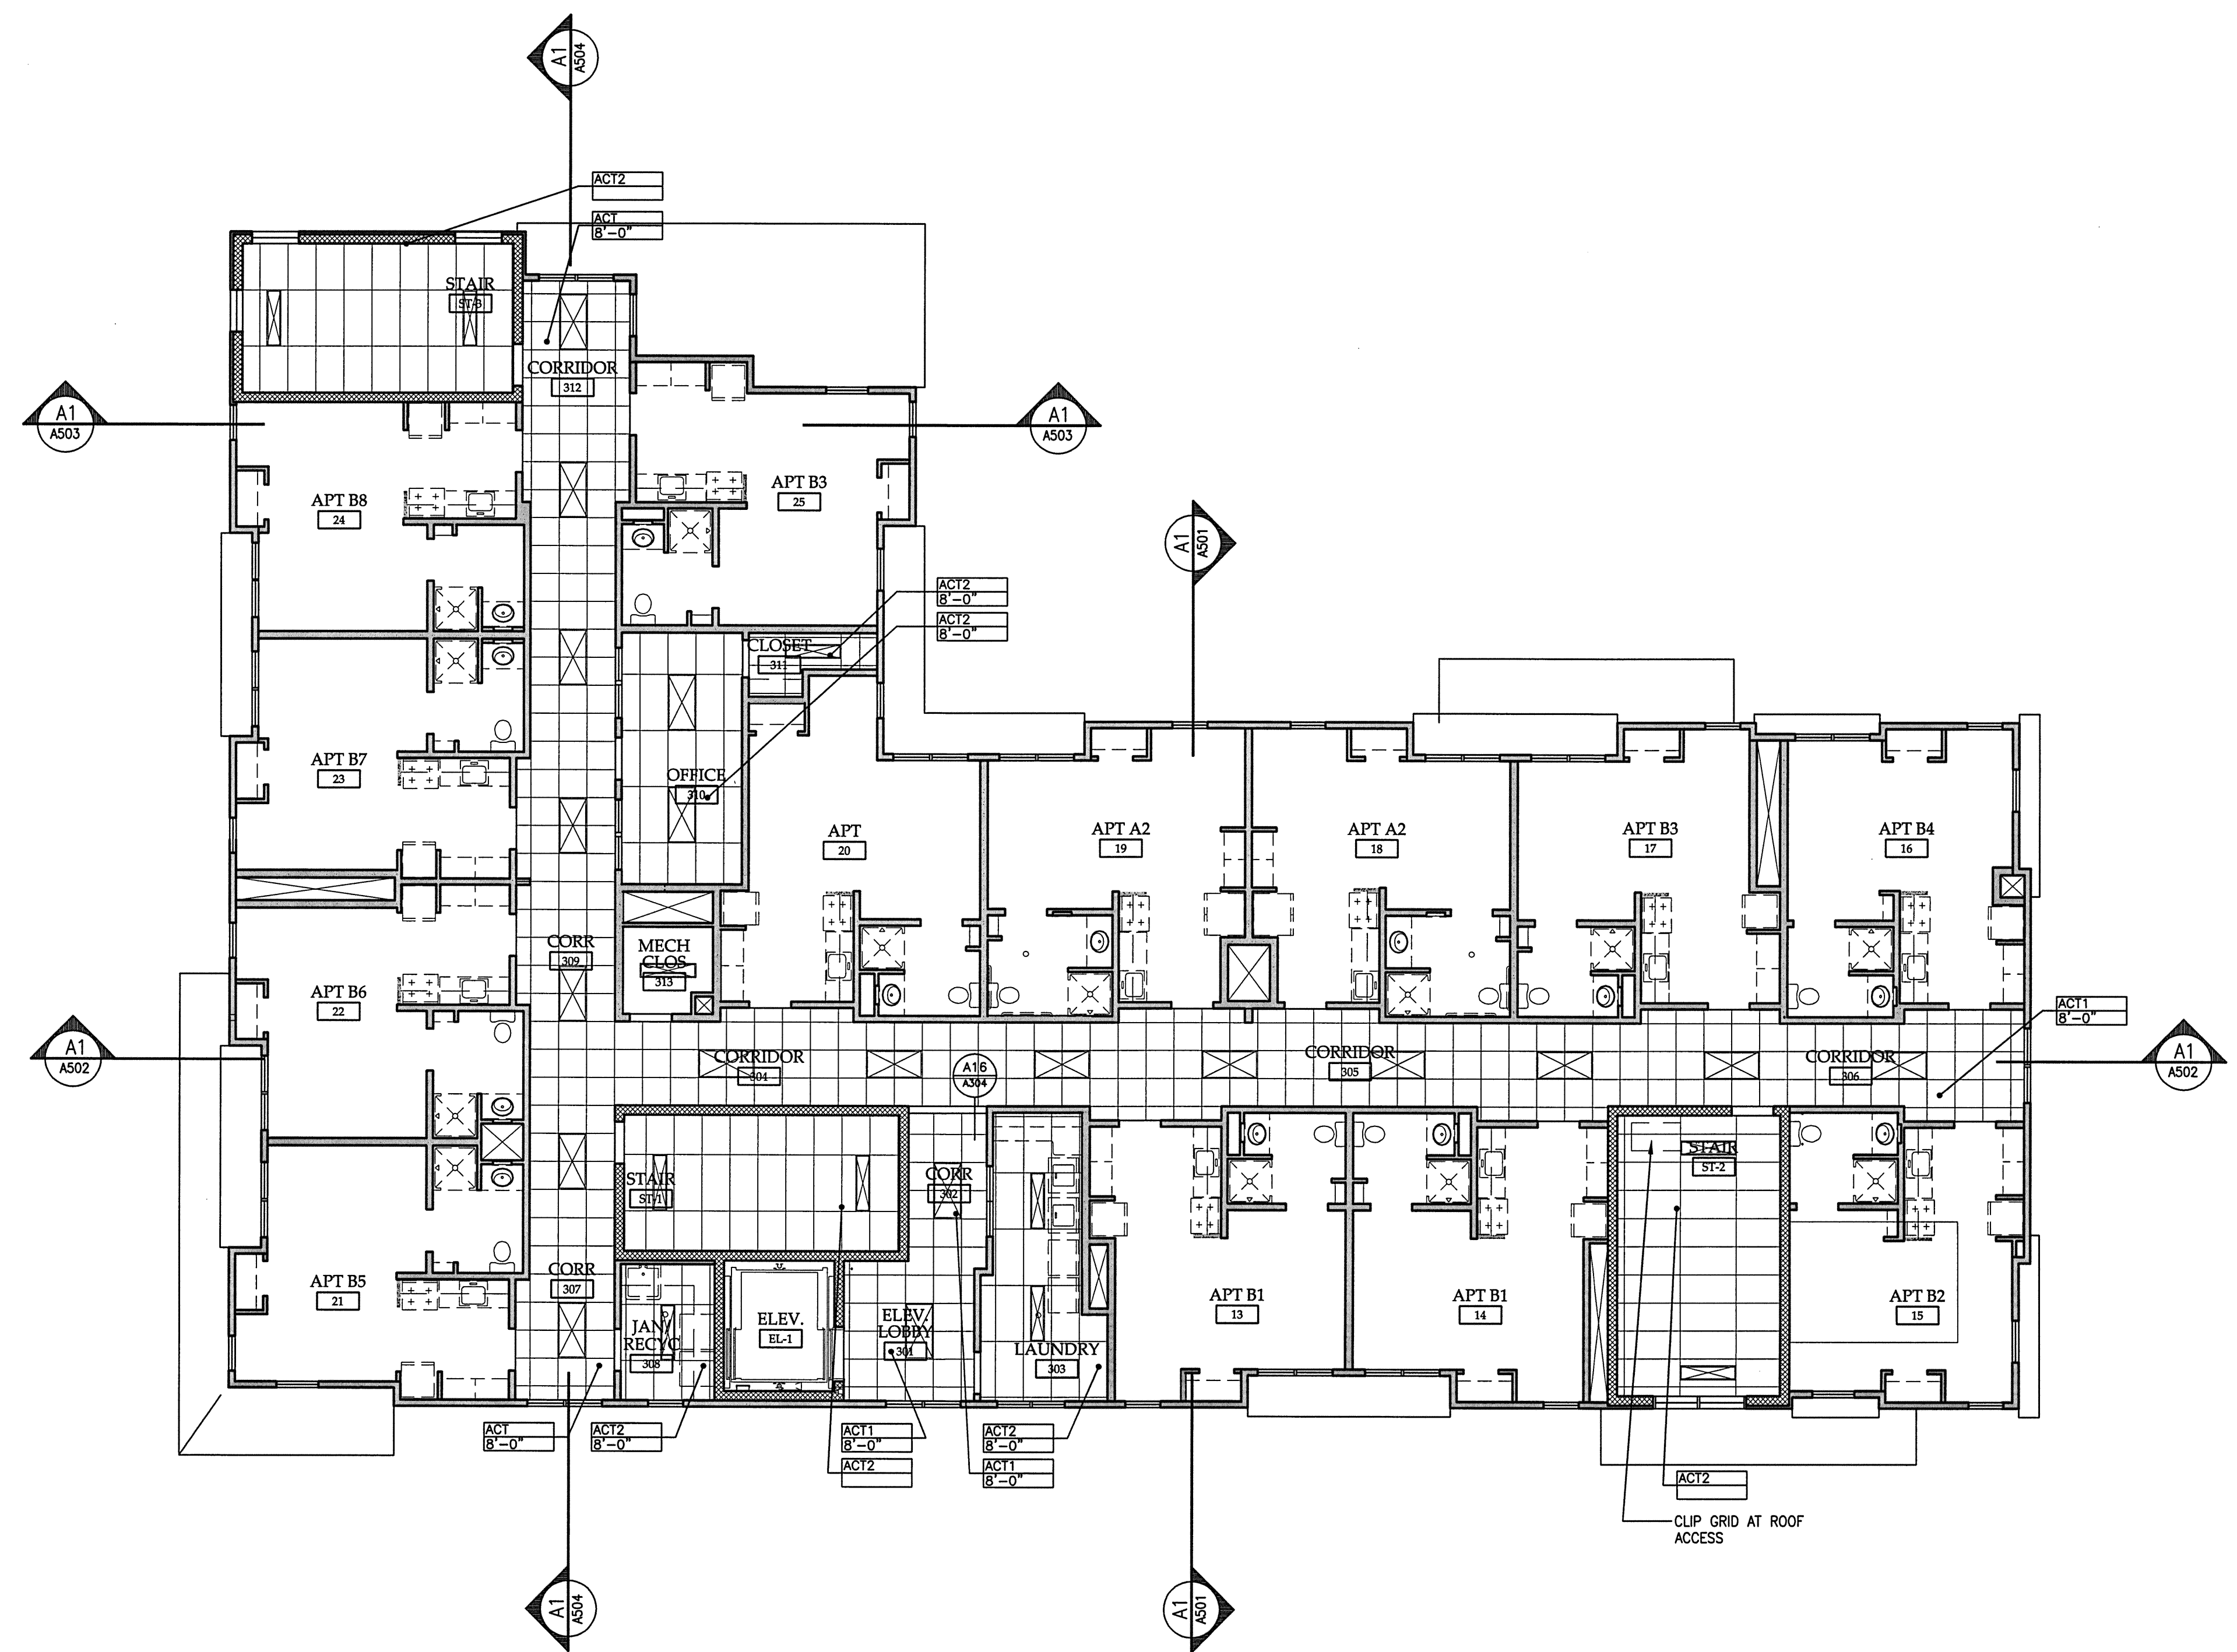 A1
A504
ACT2
ACT
8'-0"
STAIR
ST-3
CORRIDOR
312
A1
A503
A1
A503
APT B8
24
APT B3
25
A1
A501
ACT2
8'-0"
ACT2
8'-0"
CLOSET
311
APT B7
23
OFFICE
310
APT
20
APT A2
19
APT A2
18
APT B3
17
APT B4
16
CORR
309
MECH
CLOS
313
APT B6
22
ACT1
8'-0"
A1
A502
CORRIDOR
304
A16
A304
CORRIDOR
305
CORRIDOR
306
A1
A502
STAIR
ST-1
CORR
302
STAIR
ST-2
APT B5
21
CORR
307
JAN/
RECYC
308
ELEV.
EL-1
ELEV.
LOBBY
301
LAUNDRY
303
APT B1
13
APT B1
14
APT B2
15
ACT
8'-0"
ACT2
8'-0"
ACT1
8'-0"
ACT2
ACT2
8'-0"
ACT1
8'-0"
ACT2
CLIP GRID AT ROOF
ACCESS
A1
A504
A1
A501